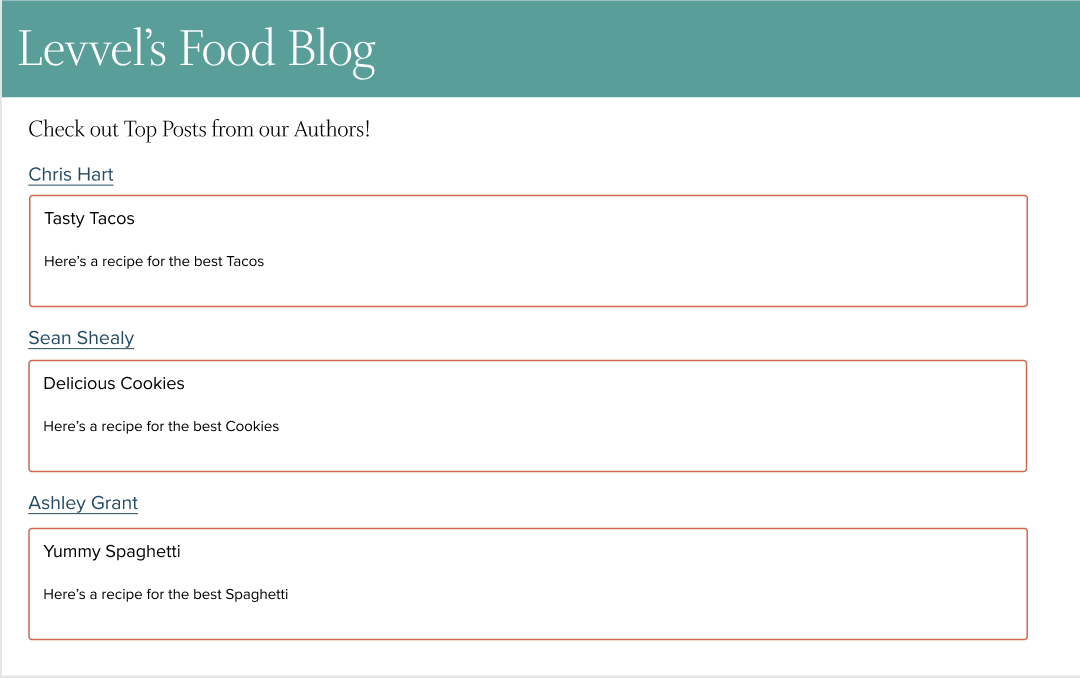 Levvel’s Food Blog
Check out Top Posts from our Authors!
Chris Hart
Tasty Tacos
Here’s a recipe for the best Tacos
Sean Shealy
Delicious Cookies
Here’s a recipe for the best Cookies
Ashley Grant
Yummy Spaghetti
Here’s a recipe for the best Spaghetti